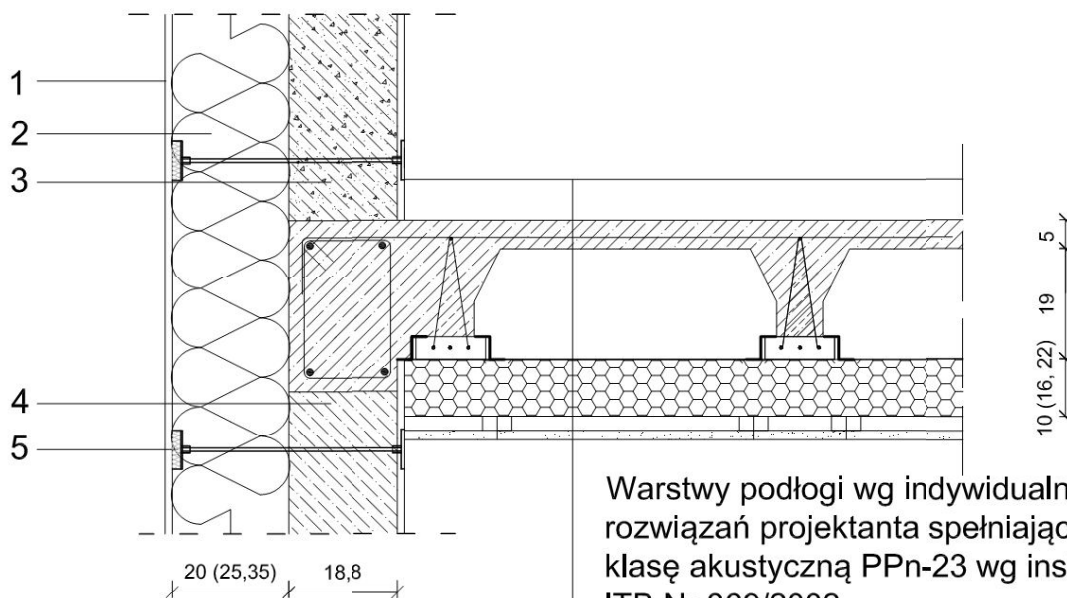 1
2
3
4
5
5
19
10 (16, 22)
20 (25,35)
18,8
Warstwy podłogi wg indywidualn
rozwiązań projektanta spełniając
klasę akustyczną PPn-23 wg ins